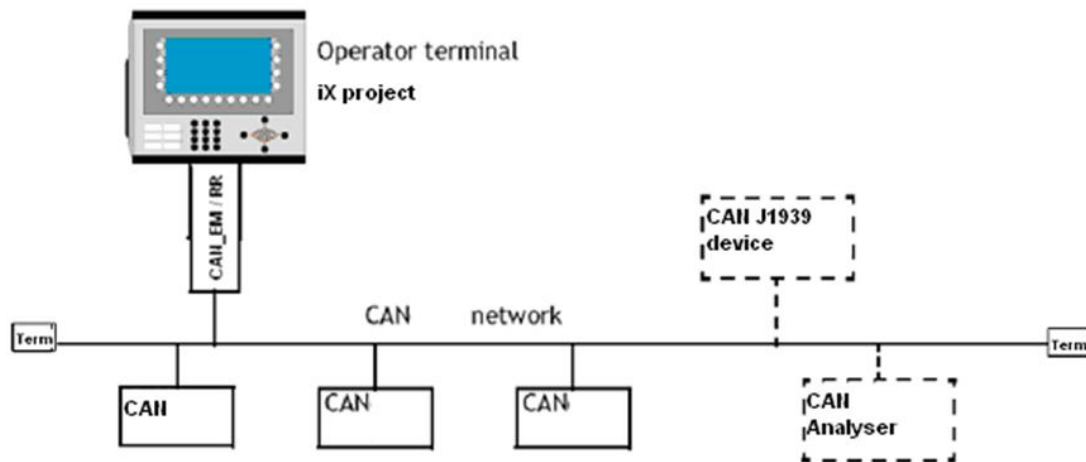 Operator terminal
iX project
CAN_EM / RR
CAN J1939
device
CAN network
Term
Term
CAN
CAN
CAN
CAN
Analyser